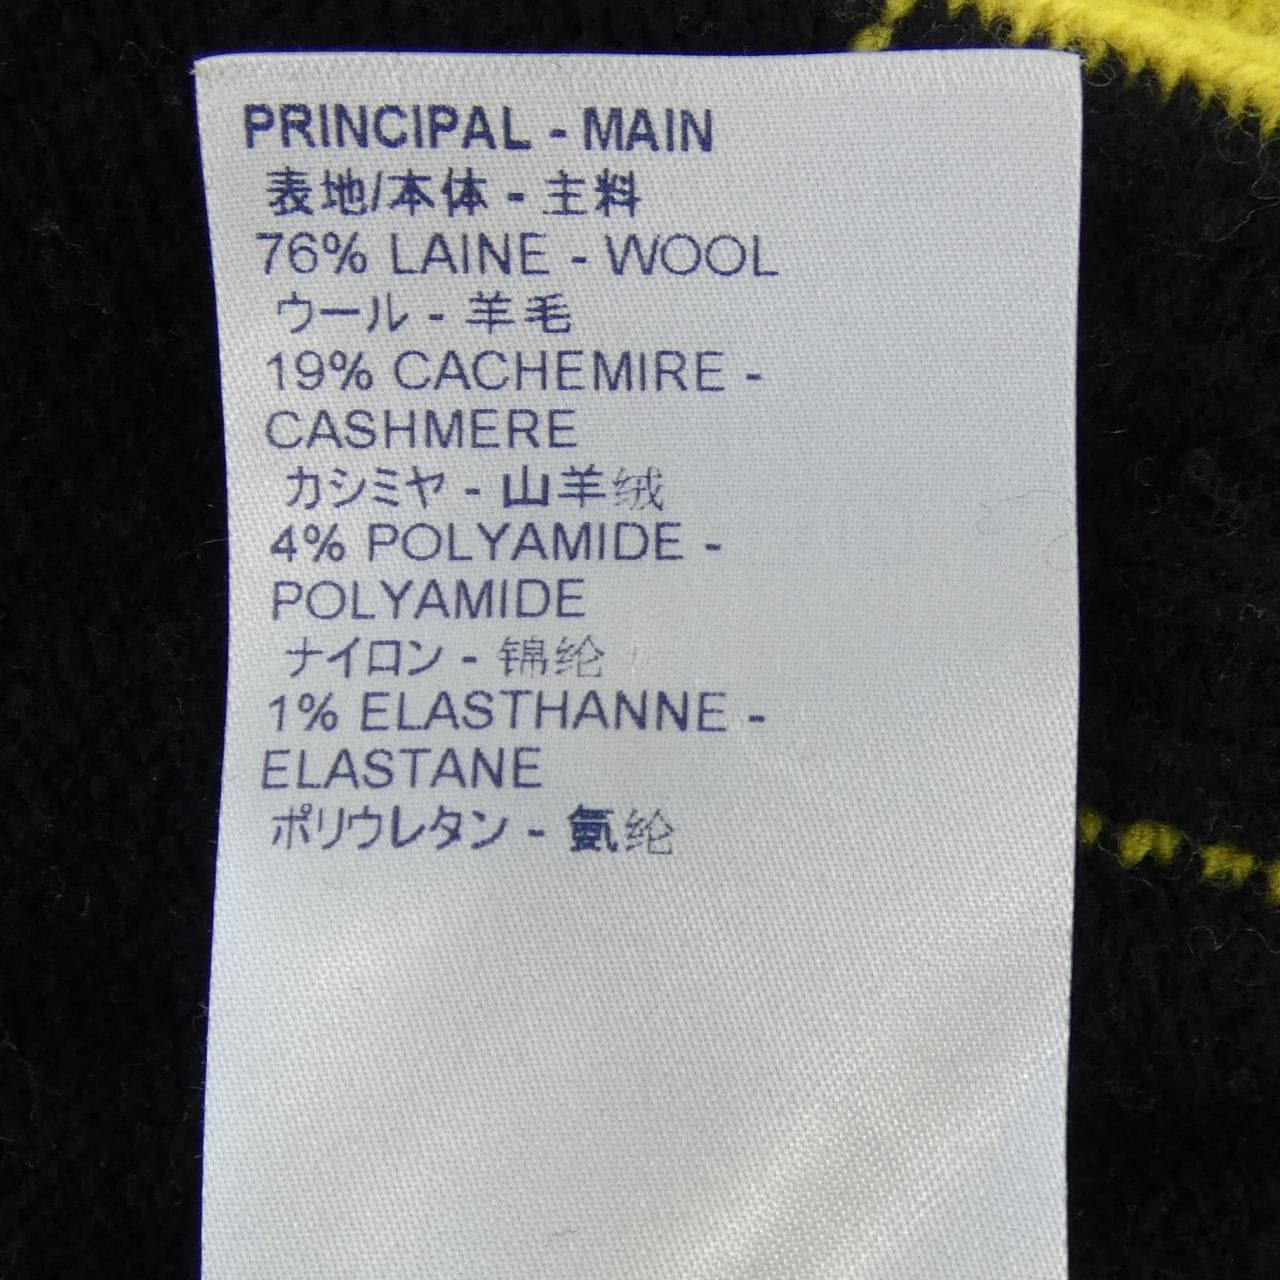 PRINCIPAL - MAIN
表地/本体 - 主料
76% LAINE - WOOL
ウール - 羊毛
19% CACHEMIRE -
CASHMERE
カシミヤ - 山羊绒
4% POLYAMIDE -
POLYAMIDE
ナイロン - 锦纶
1% ELASTHANNE -
ELASTANE
ポリウレタン - 氨纶